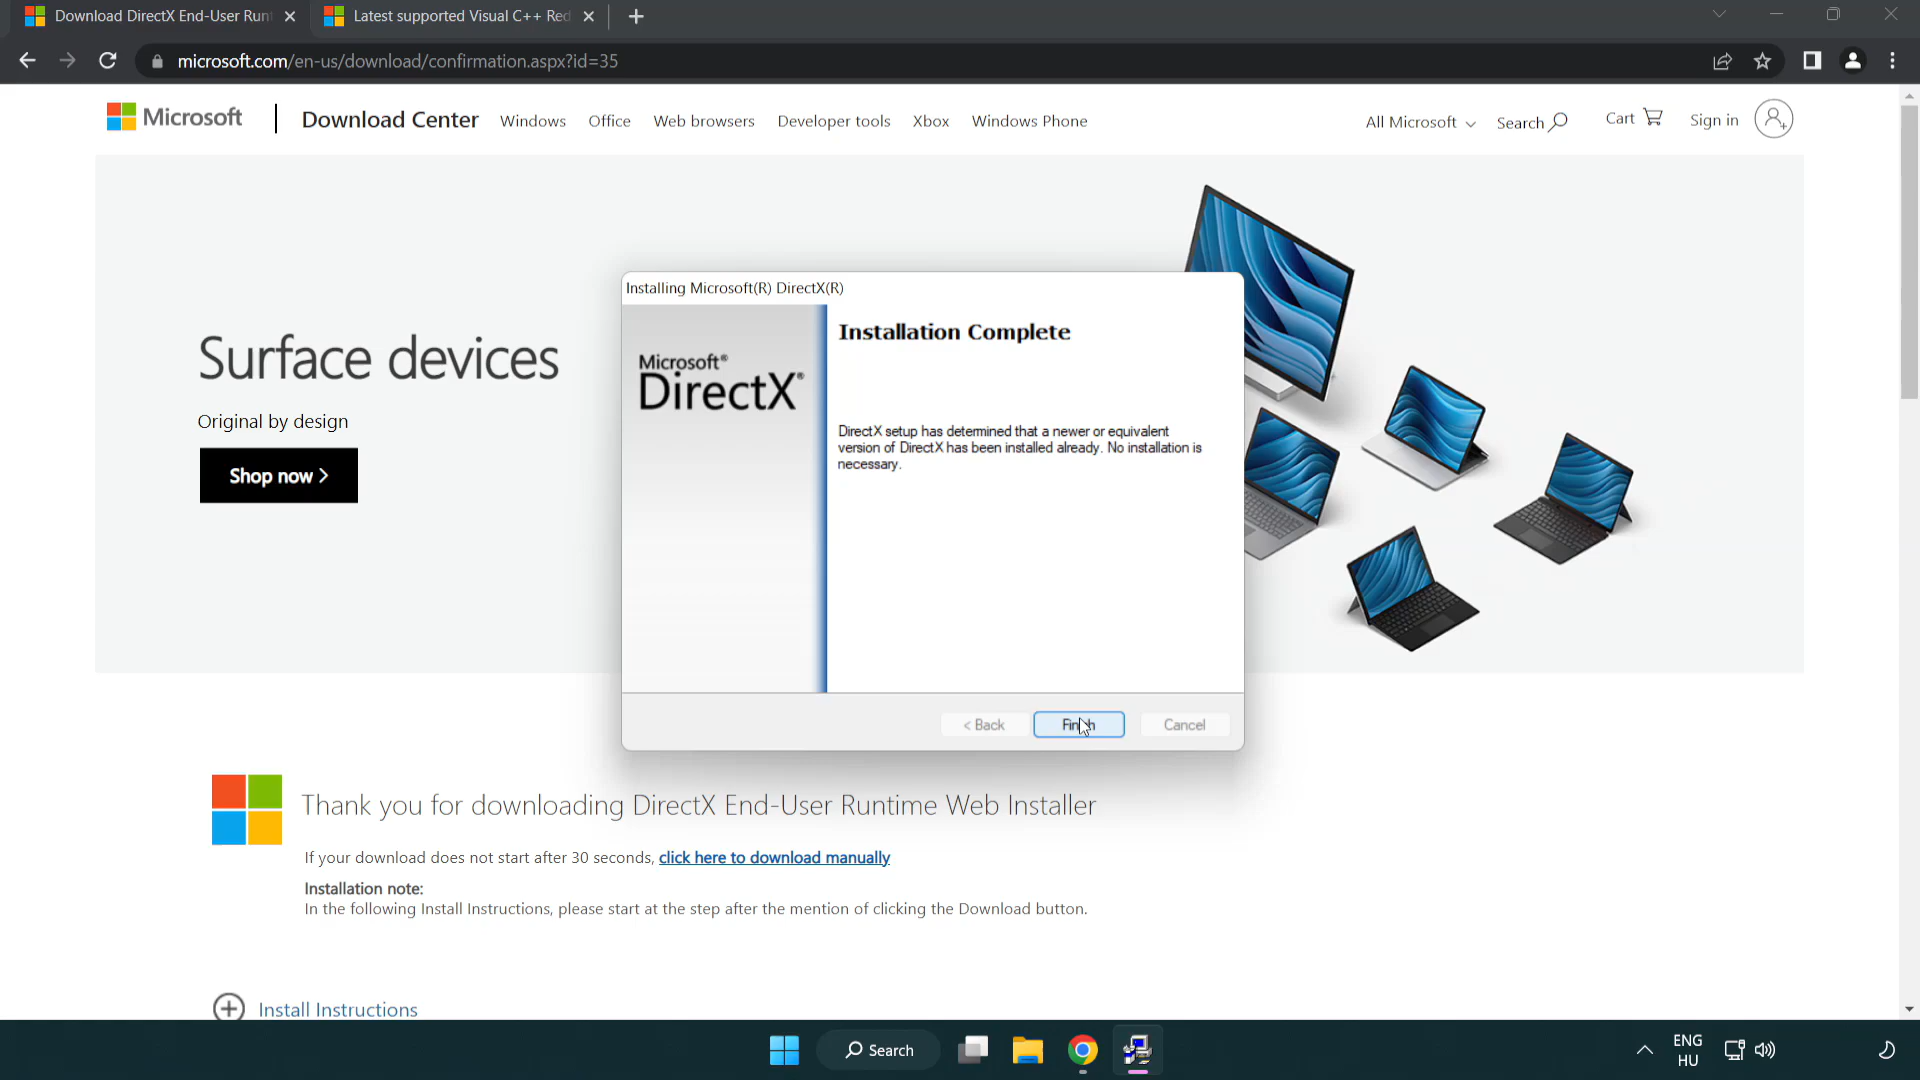 Download DirectX End-User Run
Latest supported Visual C++ Red
microsoft.com/en-us/download/confirmation.aspx?id=35
Microsoft
Download Center
Windows
Office
Web browsers
Developer tools
Xbox
Windows Phone
All Microsoft
Search
Cart
Sign in
Surface devices
Original by design
Shop now
Installing Microsoft(R) DirectX(R)
Microsoft®
DirectX®
Installation Complete
DirectX setup has determined that a newer or equivalent
version of DirectX has been installed already. No installation is
necessary.
< Back
Finish
Cancel
Thank you for downloading DirectX End-User Runtime Web Installer
If your download does not start after 30 seconds, click here to download manually
Installation note:
In the following Install Instructions, please start at the step after the mention of clicking the Download button.
Install Instructions
Search
ENG
HU